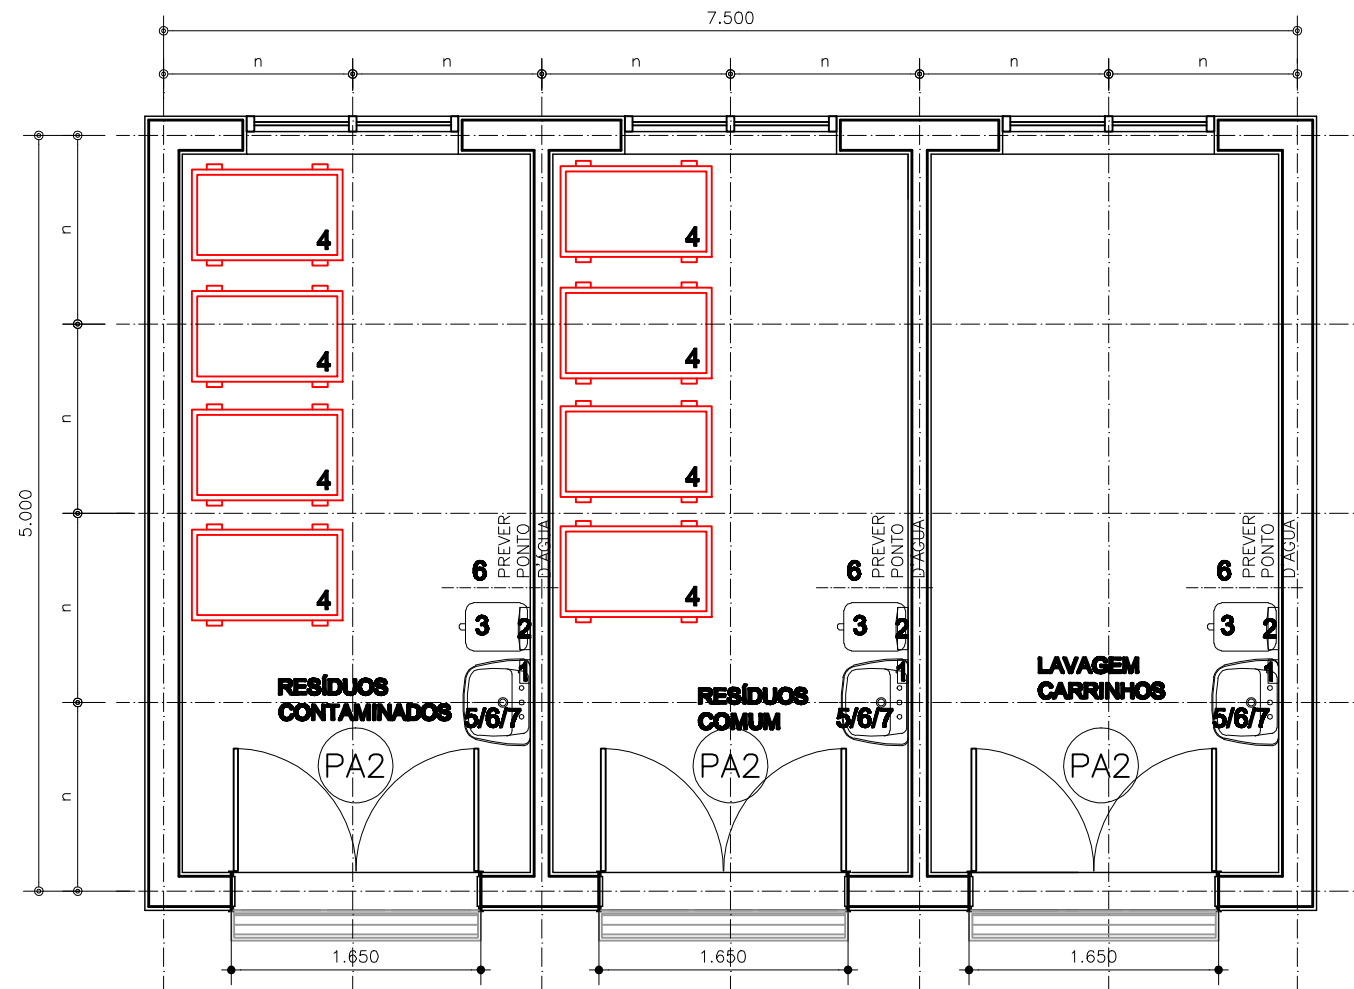 7.500
n n n n n n
n
n
n
n
5.000
4
4
4
4
4
4
4
4
6
PREVER
PONTO
D'ÁGUA
3
2
1
5/6/7
RESÍDUOS
CONTAMINADOS
PA2
6
PREVER
PONTO
D'ÁGUA
3
2
1
5/6/7
RESÍDUOS
COMUM
PA2
6
PREVER
PONTO
D'ÁGUA
3
2
1
5/6/7
LAVAGEM
CARRINHOS
PA2
1.650
1.650
1.650